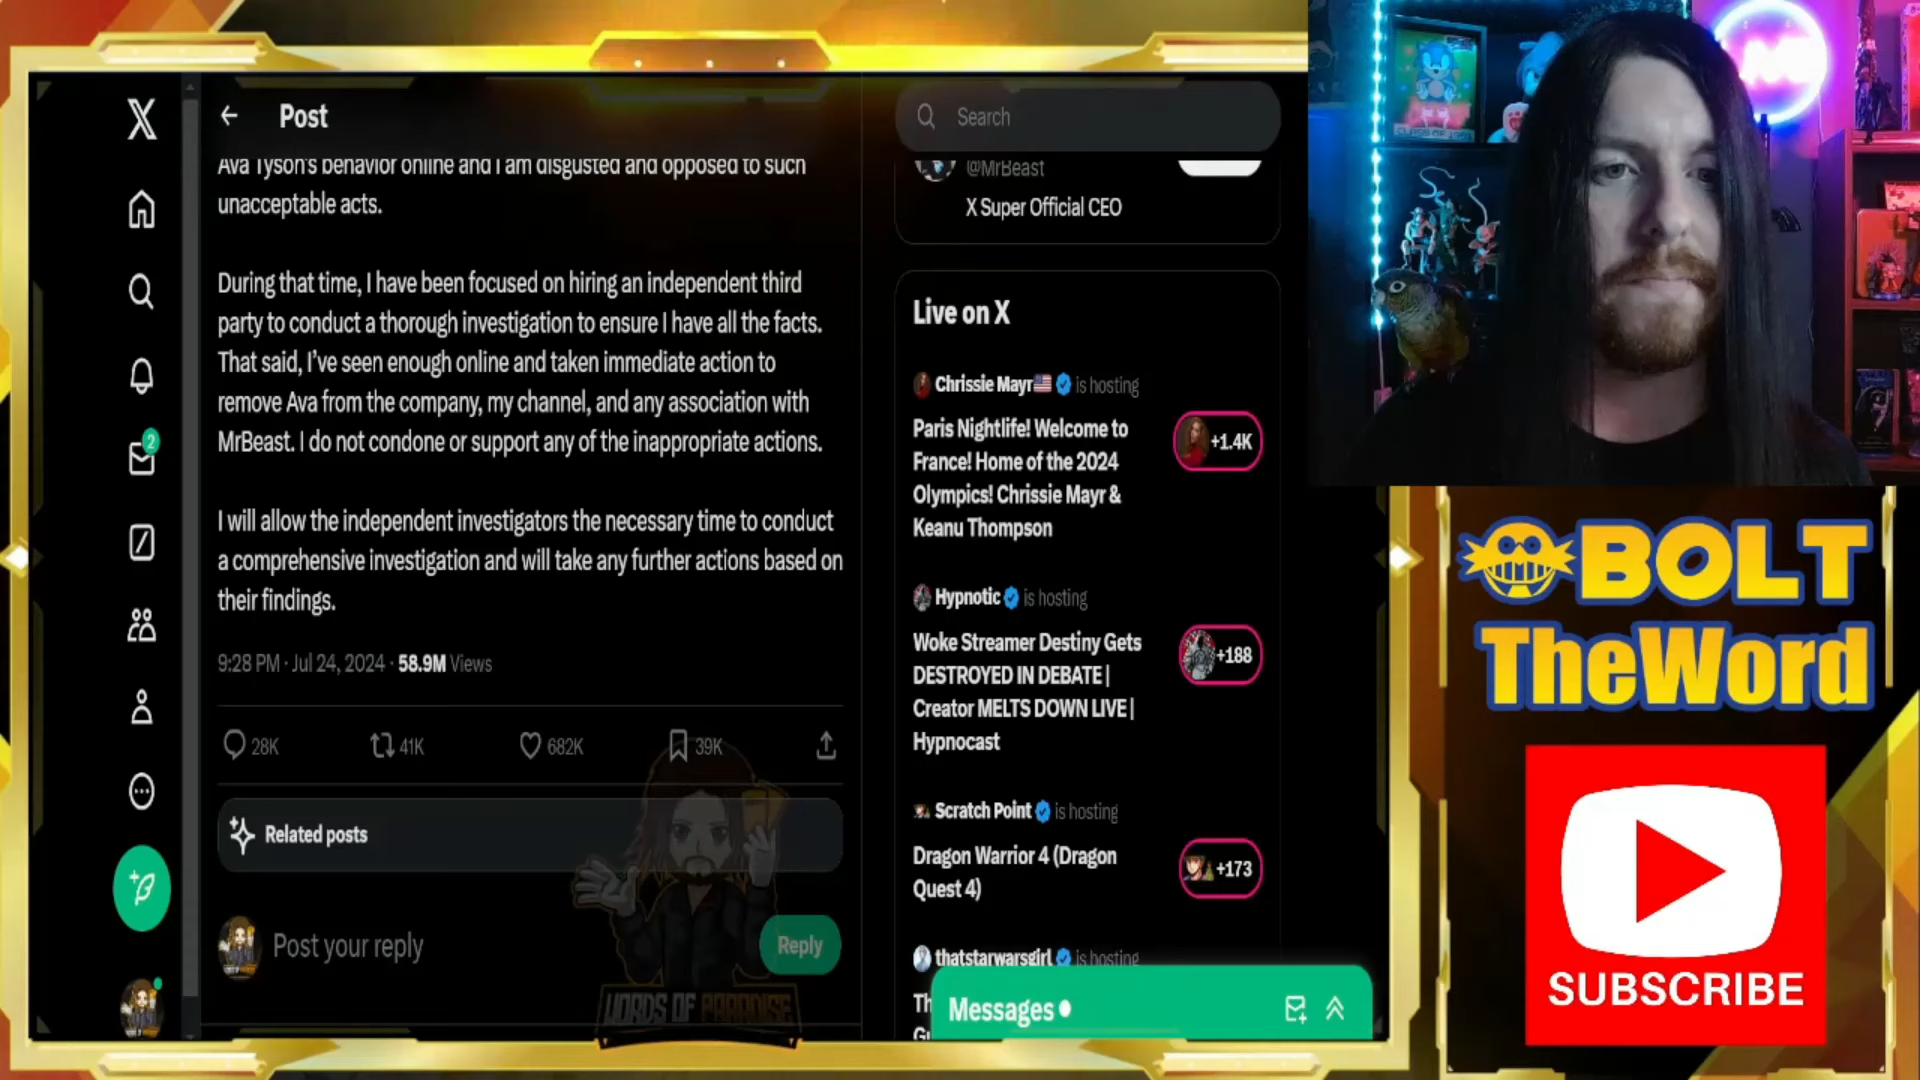 Post
Ava Tyson's behavior online and I am disgusted and opposed to such
unacceptable acts.
During that time, I have been focused on hiring an independent third
party to conduct a thorough investigation to ensure I have all the facts.
That said, I've seen enough online and taken immediate action to
remove Ava from the company, my channel, and any association with
MrBeast. I do not condone or support any of the inappropriate actions.
I will allow the independent investigators the necessary time to conduct
a comprehensive investigation and will take any further actions based on
their findings.
9:28 PM · Jul 24, 2024 · 58.9M Views
28K 41K 682K 39K
Related posts
Post your reply
Reply
WORDS OF PARADISE
2
X
Search
@MrBeast
X Super Official CEO
Live on X
Chrissie Mayr🇺🇸 is hosting
Paris Nightlife! Welcome to
France! Home of the 2024
Olympics! Chrissie Mayr &
Keanu Thompson
+1.4K
Hypnotic is hosting
Woke Streamer Destiny Gets
DESTROYED IN DEBATE |
Creator MELTS DOWN LIVE |
Hypnocast
+188
Scratch Point is hosting
Dragon Warrior 4 (Dragon
Quest 4)
+173
thatstarwarsgirl is hosting
Messages
CLASS OF 1991
M
BOLT
TheWord
SUBSCRIBE